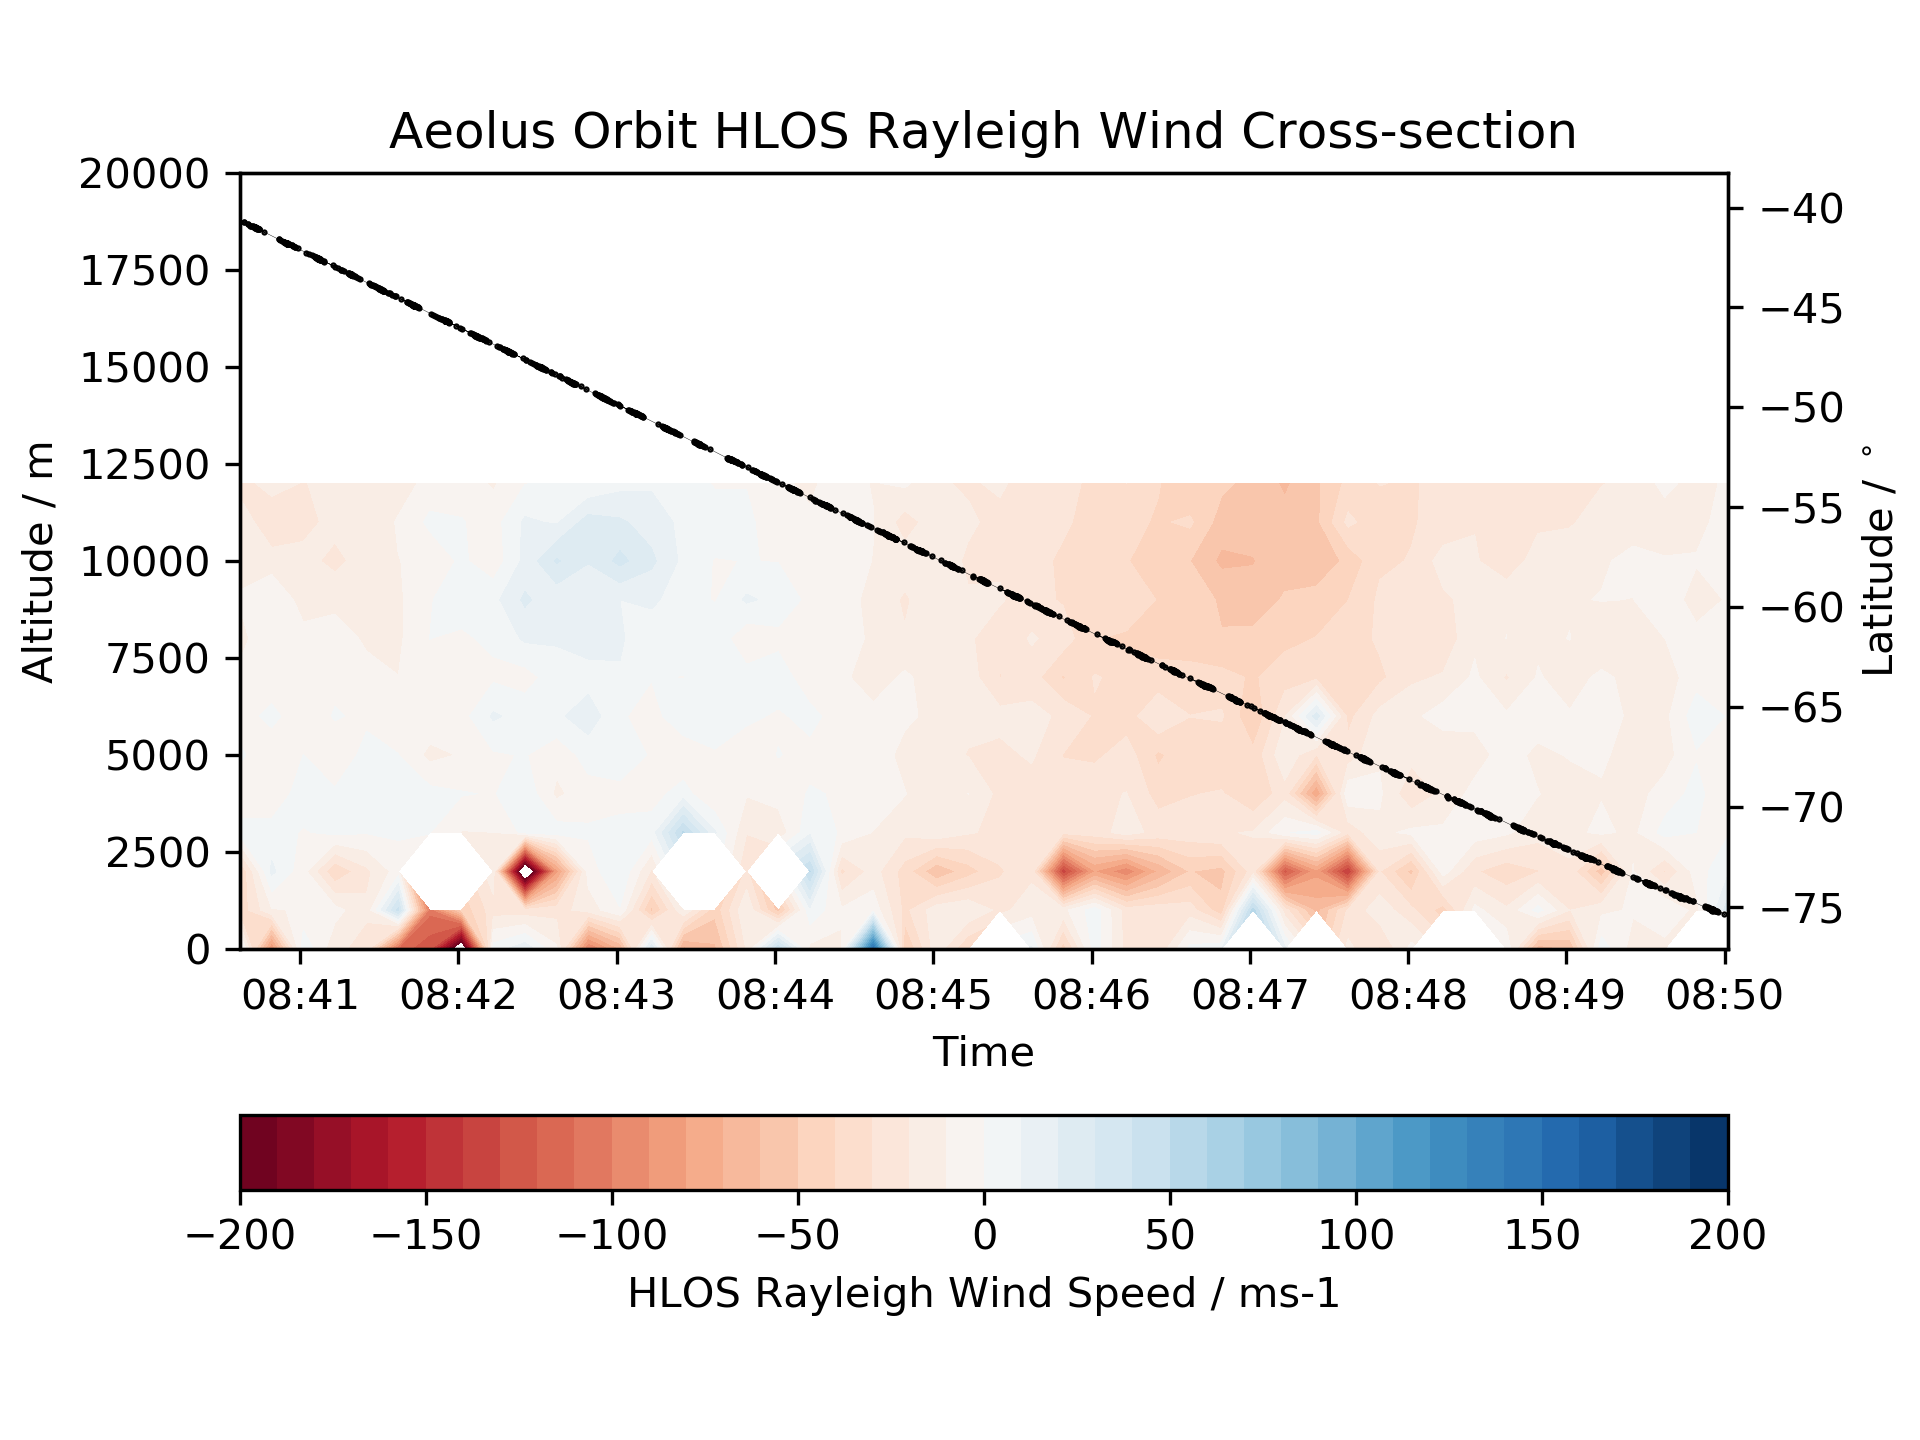 Aeolus Orbit HLOS Rayleigh Wind Cross-section
20000
17500
15000
12500
10000
7500
5000
2500
0
Altitude / m
−40
−45
−50
−55
−60
−65
−70
−75
Latitude / °
08:41 08:42 08:43 08:44 08:45 08:46 08:47 08:48 08:49 08:50
Time
−200 −150 −100 −50 0 50 100 150 200
HLOS Rayleigh Wind Speed / ms-1